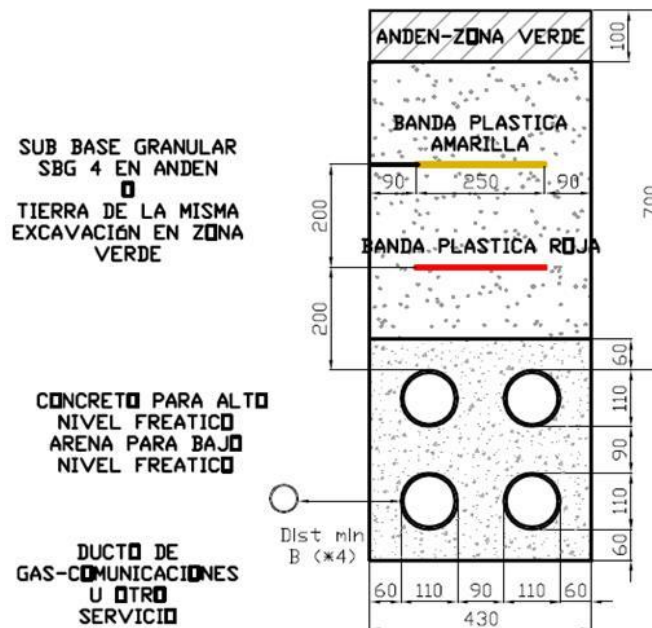 ANDEN-ZONA VERDE
100
SUB BASE GRANULAR
SBG 4 EN ANDEN
O
TIERRA DE LA MISMA
EXCAVACIóN EN ZONA
VERDE
BANDA PLASTICA
AMARILLA
90 250 90
200
700
BANDA PLASTICA ROJA
200
60
CONCRETO PARA ALTO
NIVEL FREATICO
ARENA PARA BAJO
NIVEL FREATICO
110
90
110
60
Dist min
B (*4)
DUCTO DE
GAS-COMUNICACIONES
U OTRO
SERVICIO
60 110 90 110 60
430